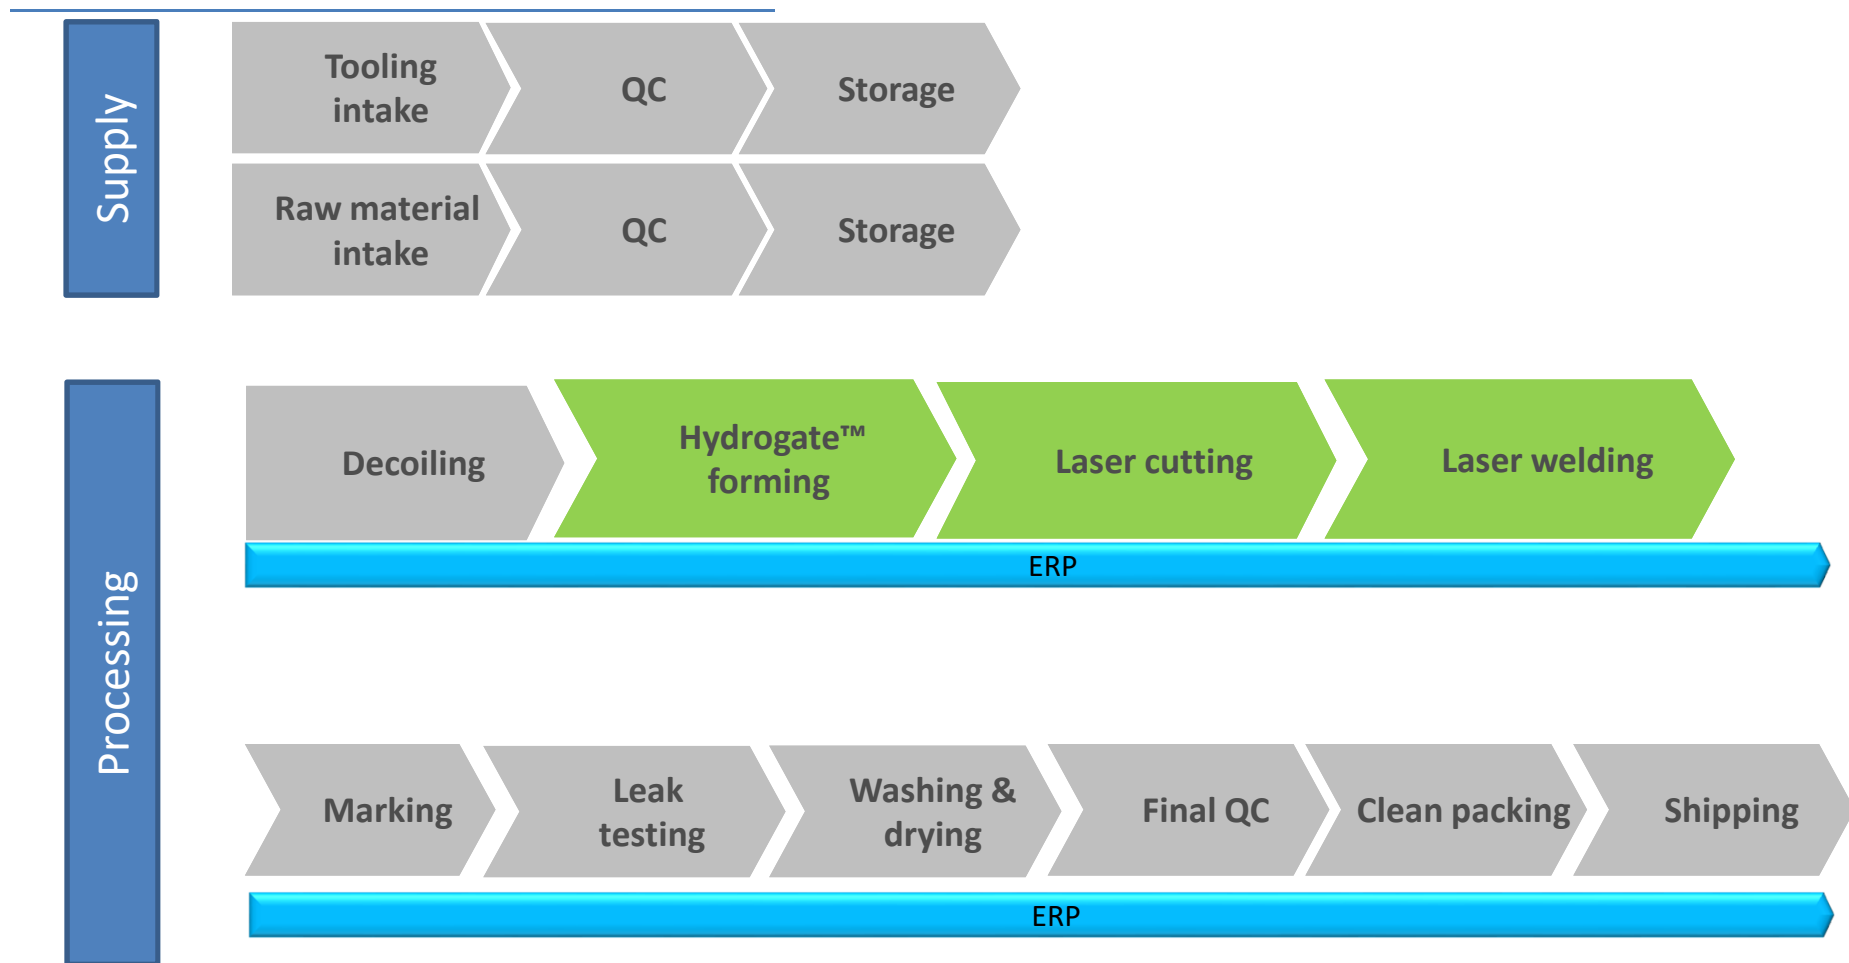 Supply
Tooling
intake
QC
Storage
Raw material
intake
QC
Storage
Processing
Decoiling
Hydrogate™
forming
Laser cutting
Laser welding
ERP
Marking
Leak
testing
Washing &
drying
Final QC
Clean packing
Shipping
ERP